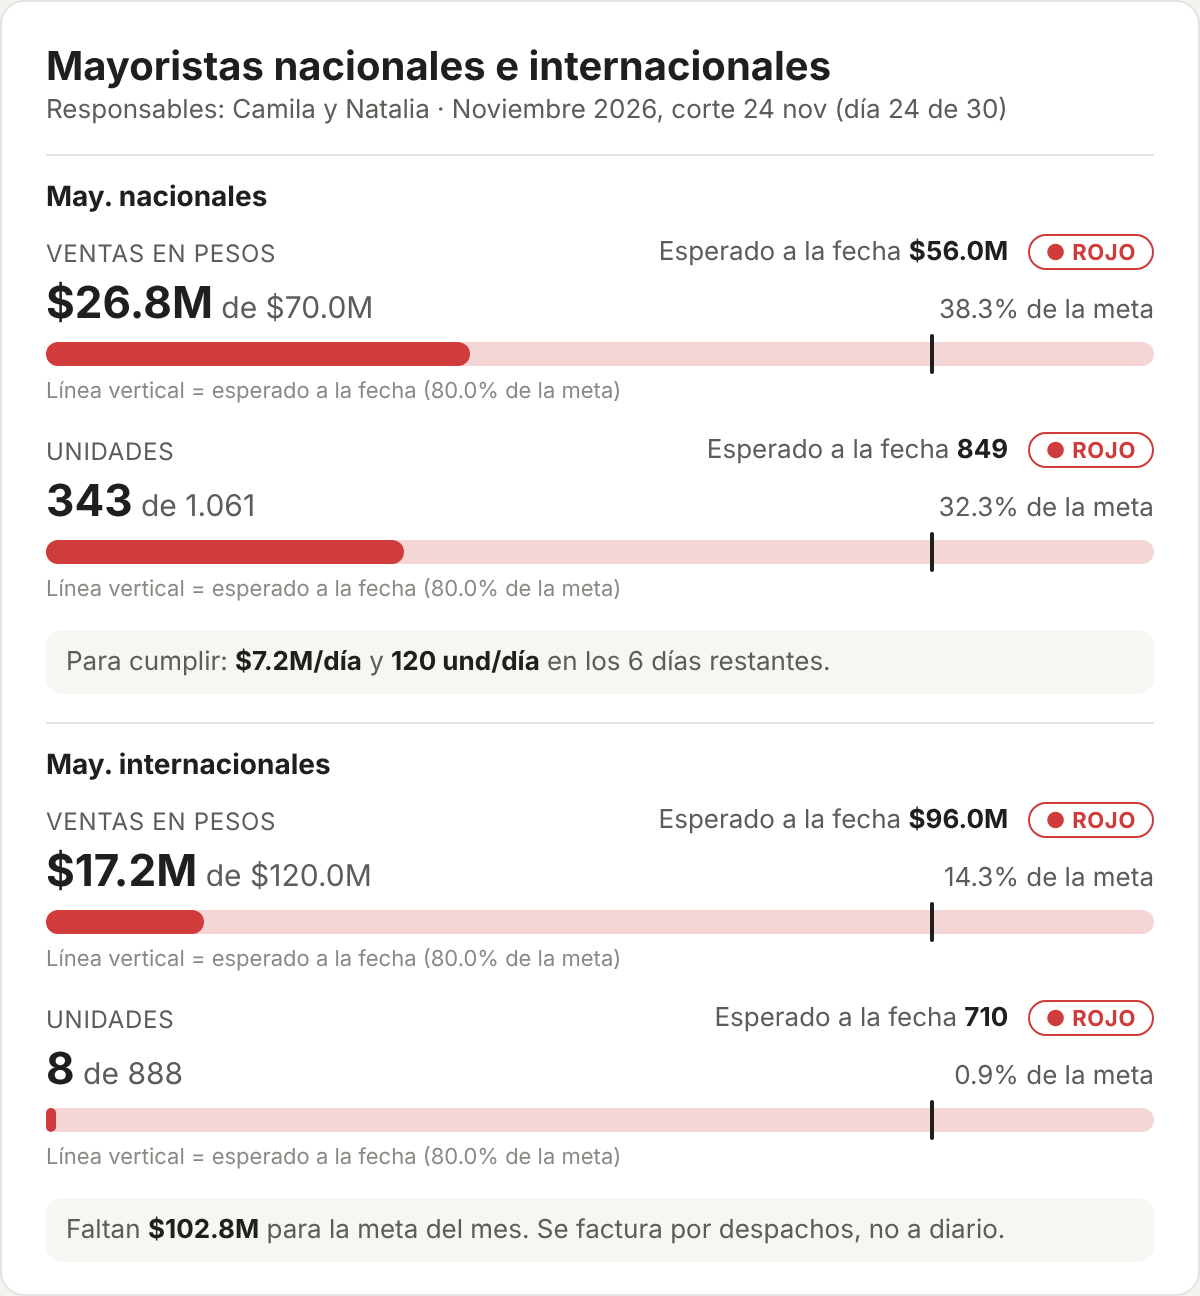 Mayoristas nacionales e internacionales
Responsables: Camila y Natalia · Noviembre 2026, corte 24 nov (día 24 de 30)
May. nacionales
VENTAS EN PESOS
Esperado a la fecha $56.0M
ROJO
$26.8M de $70.0M
38.3% de la meta
Línea vertical = esperado a la fecha (80.0% de la meta)
UNIDADES
Esperado a la fecha 849
ROJO
343 de 1.061
32.3% de la meta
Línea vertical = esperado a la fecha (80.0% de la meta)
Para cumplir: $7.2M/día y 120 und/día en los 6 días restantes.
May. internacionales
VENTAS EN PESOS
Esperado a la fecha $96.0M
ROJO
$17.2M de $120.0M
14.3% de la meta
Línea vertical = esperado a la fecha (80.0% de la meta)
UNIDADES
Esperado a la fecha 710
ROJO
8 de 888
0.9% de la meta
Línea vertical = esperado a la fecha (80.0% de la meta)
Faltan $102.8M para la meta del mes. Se factura por despachos, no a diario.